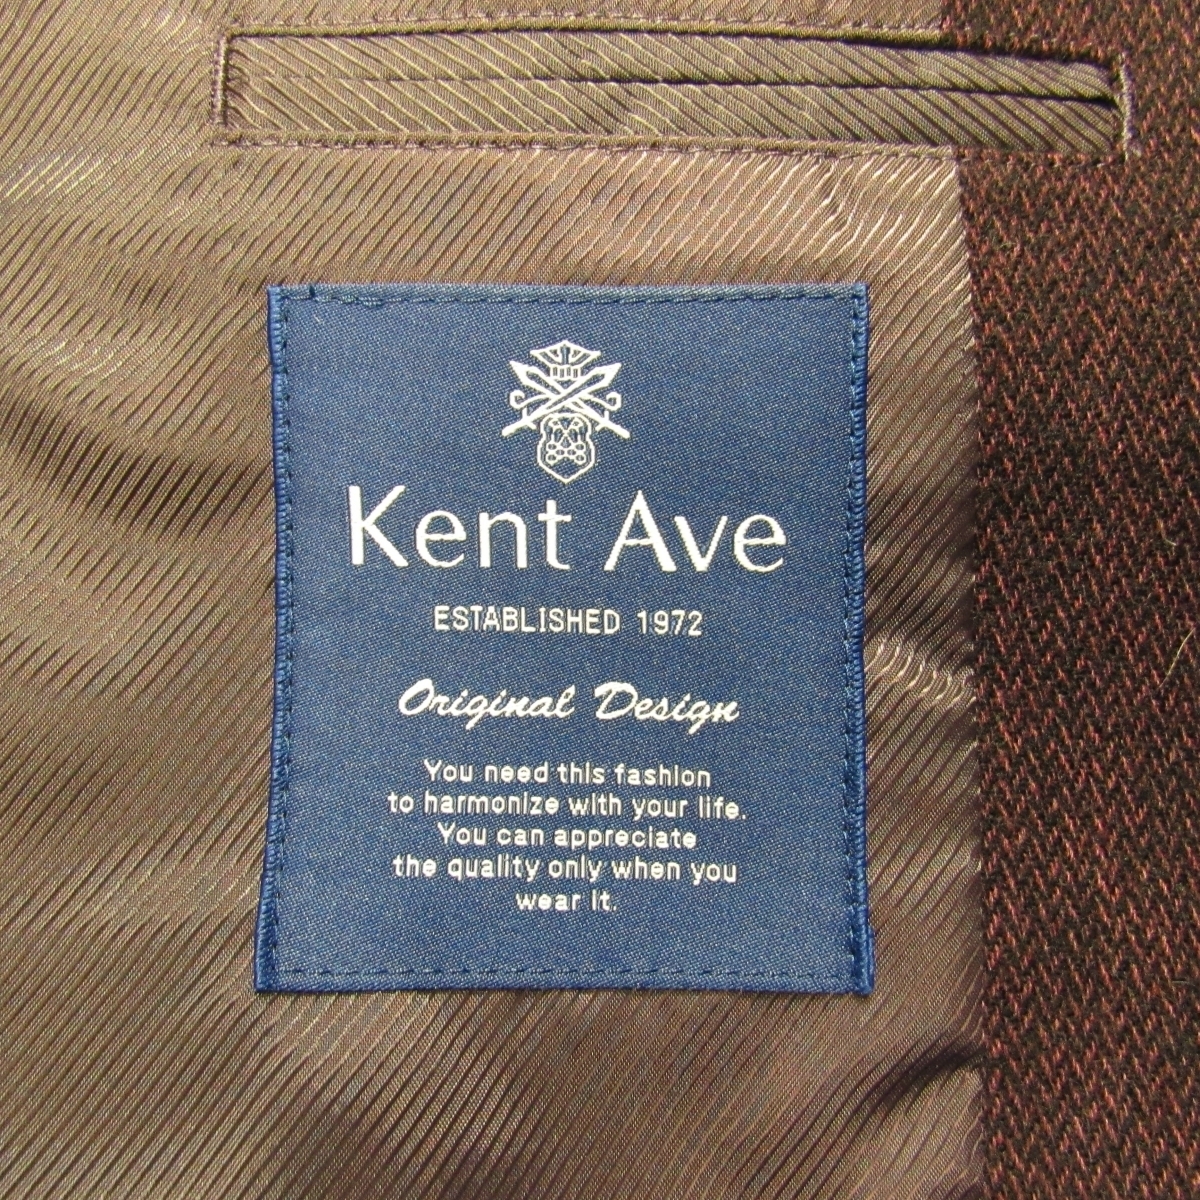 Kent Ave
ESTABLISHED 1972
Original Design
You need this fashion
to harmonize with your life.
You can appreciate
the quality only when you
wear it.